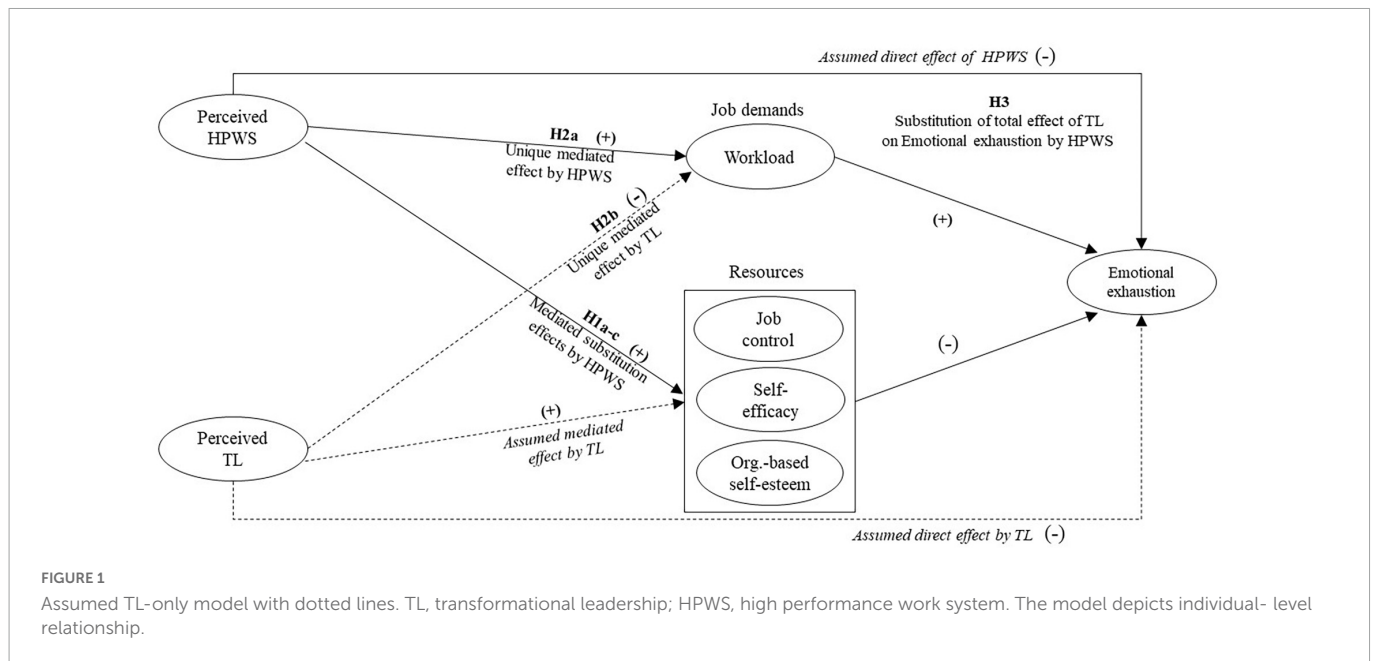 Assumed direct effect of HPWS (-)
Perceived
HPWS
H2a (+)
Unique mediated
effect by HPWS
Job demands
Workload
H3
Substitution of total effect of TL
on Emotional exhaustion by HPWS
(+)
H2b (-)
Unique mediated
effect by TL
H1a-c (+)
Mediated substitution
effects by HPWS
Resources
Job
control
Self-
efficacy
Org.-based
self-esteem
(-)
Emotional
exhaustion
Perceived
TL
(+)
Assumed mediated
effect by TL
Assumed direct effect by TL (-)
FIGURE 1
Assumed TL-only model with dotted lines. TL, transformational leadership; HPWS, high performance work system. The model depicts individual- level
relationship.